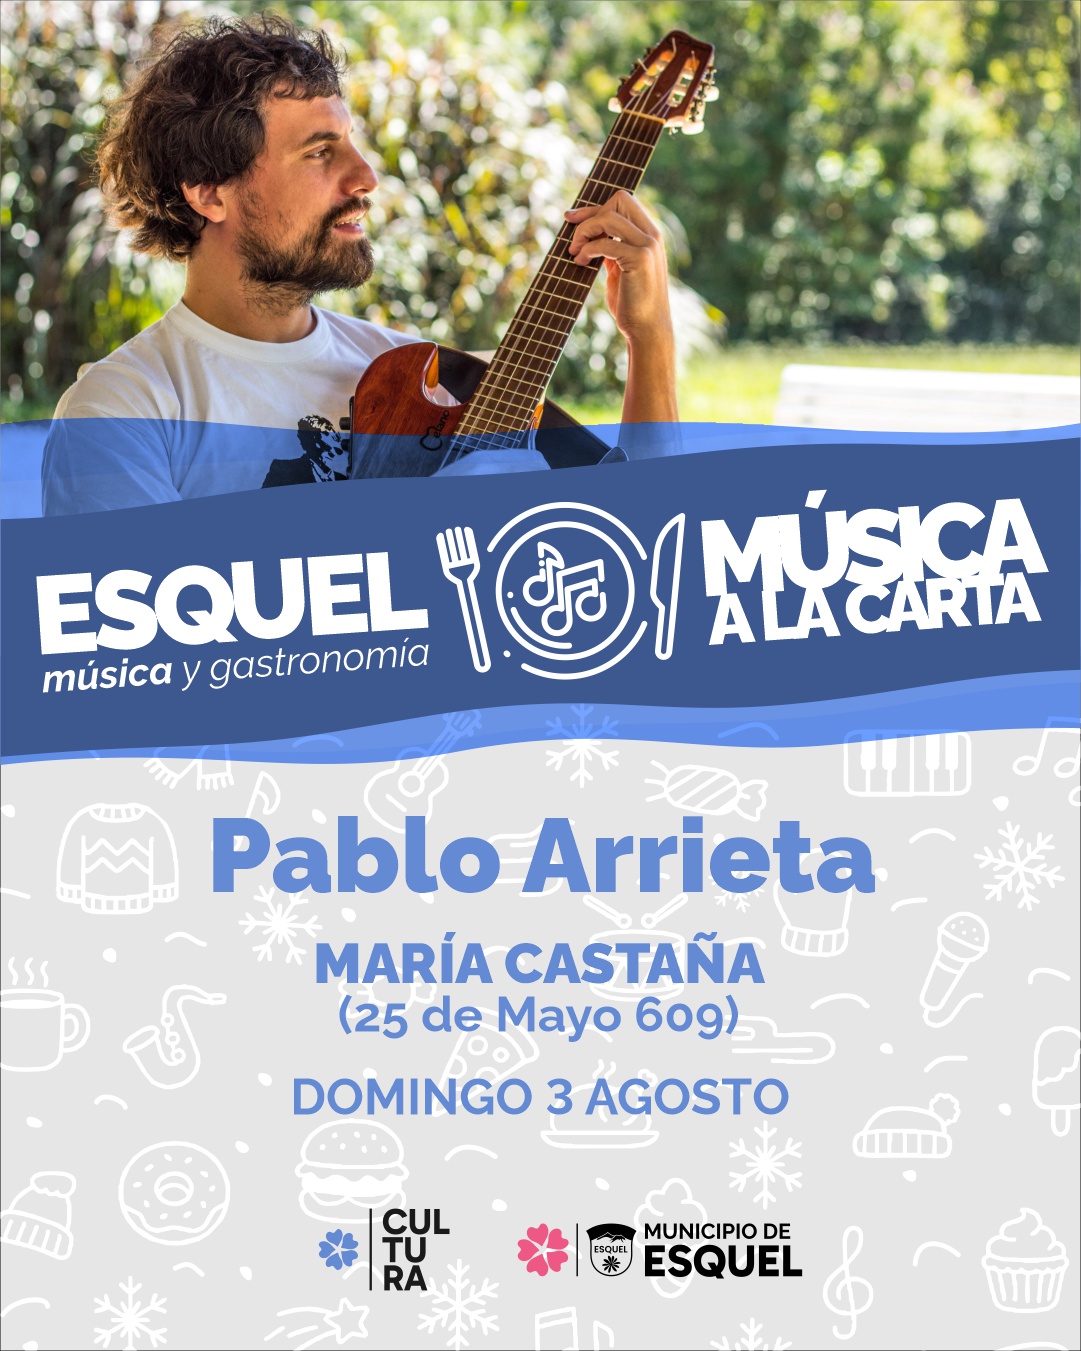 ESQUEL
música y gastronomía
MÚSICA
A LA CARTA
Pablo Arrieta
MARÍA CASTAÑA
(25 de Mayo 609)
DOMINGO 3 AGOSTO
CUL
TU
RA
ESQUEL
MUNICIPIO DE
ESQUEL